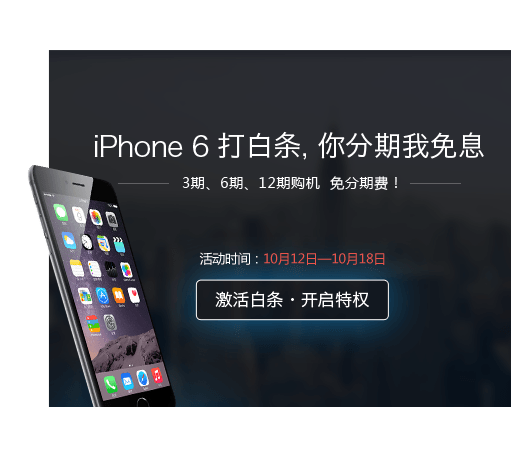 iPhone 6 打白条, 你分期我免息
3期、6期、12期购机 免分期费！
活动时间：10月12日—10月18日
激活白条·开启特权